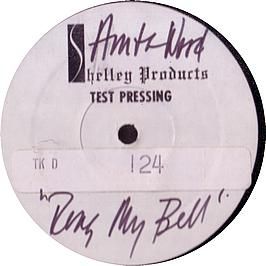 Anita Ward
Shelley Products
TEST PRESSING
TK D 124
"Ring My Bell".